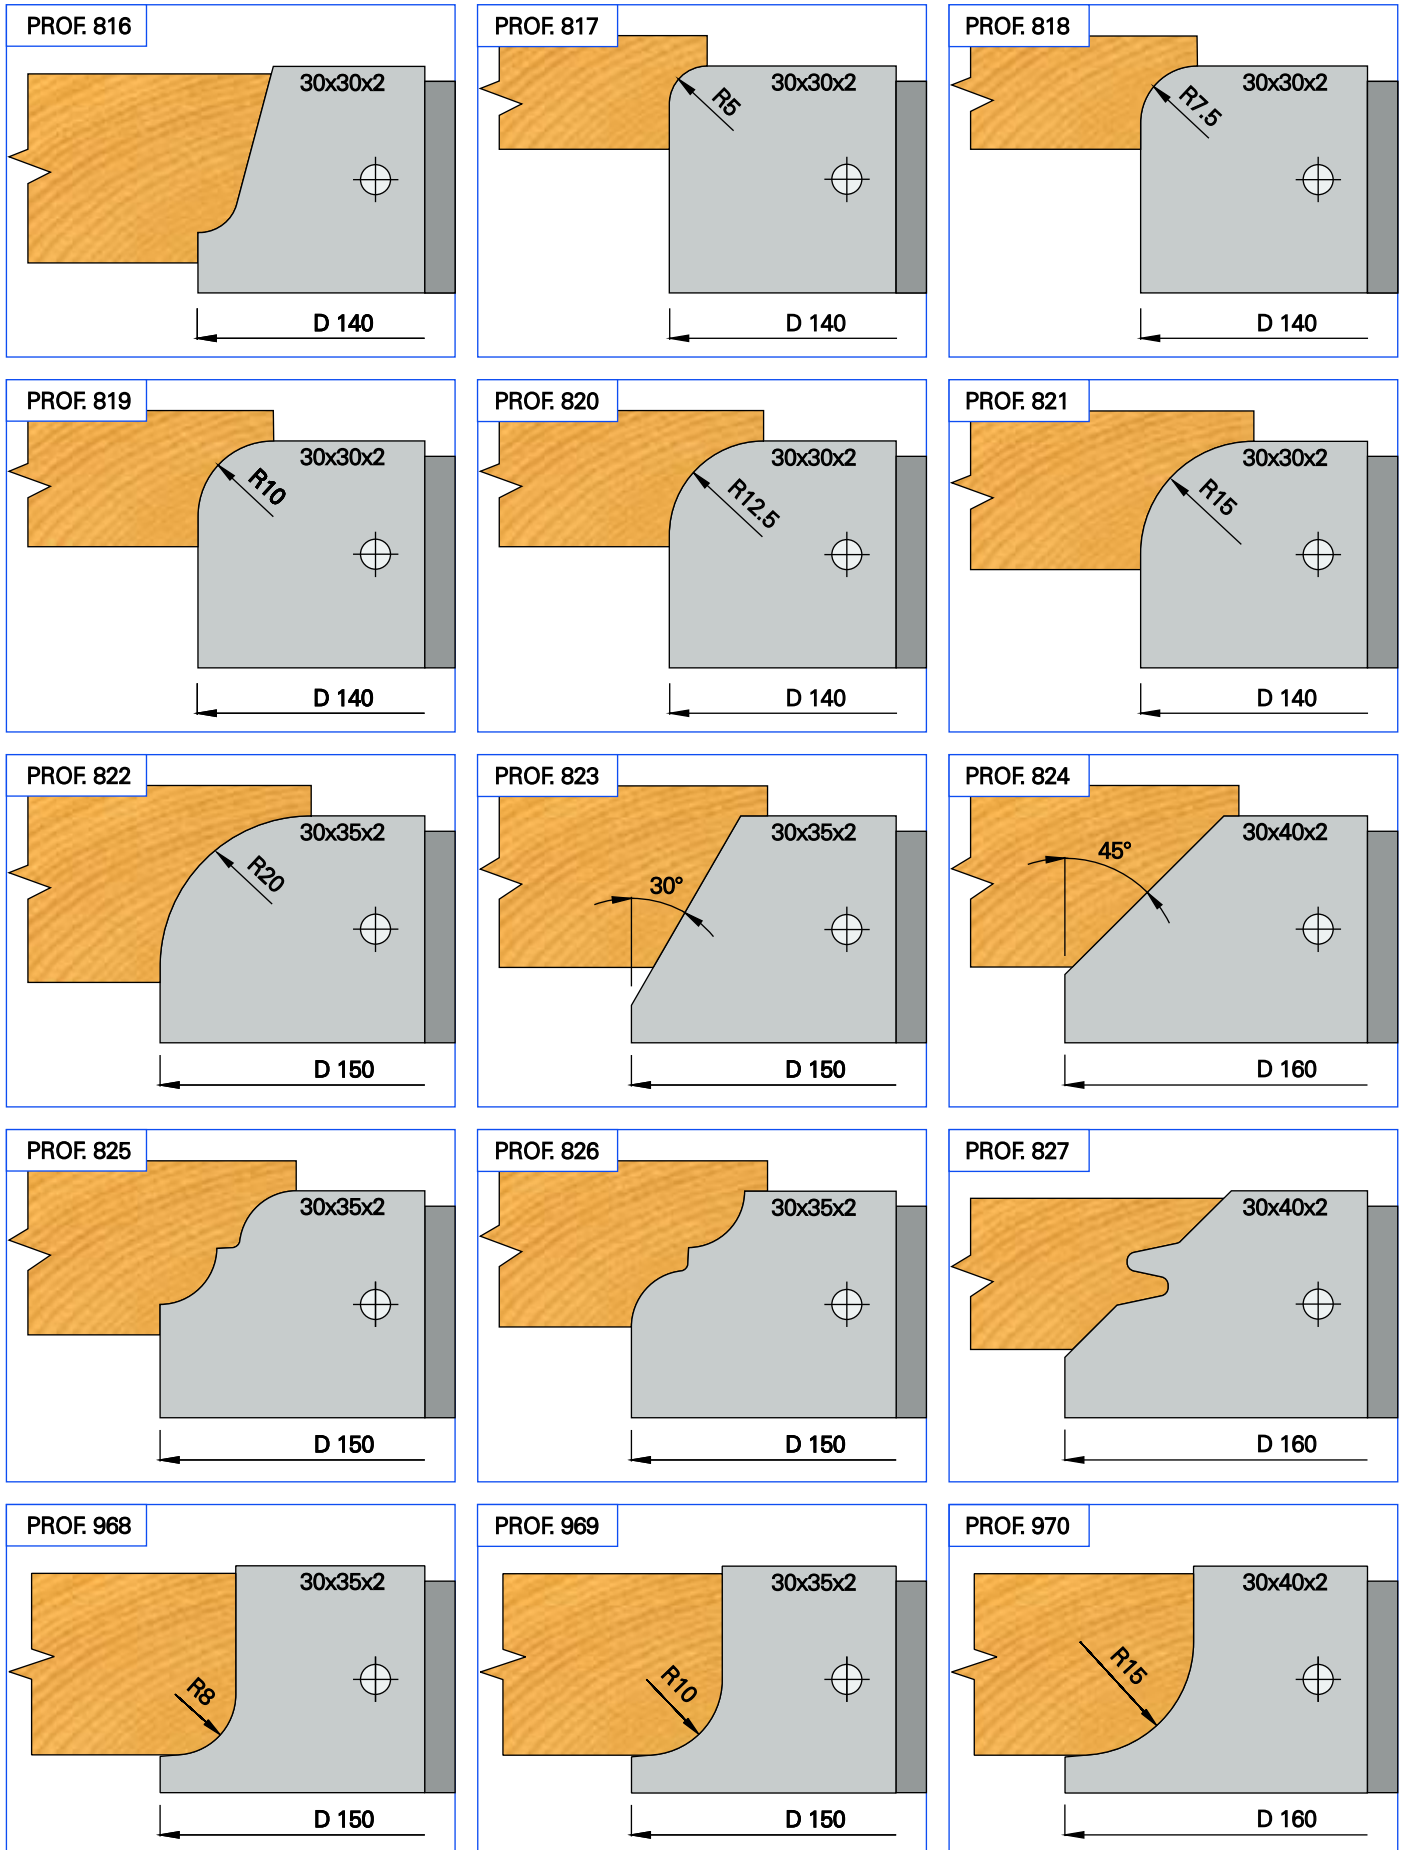 PROF. 816
30x30x2
D 140
PROF. 817
30x30x2
R5
D 140
PROF. 818
30x30x2
R7.5
D 140
PROF. 819
30x30x2
R10
D 140
PROF. 820
30x30x2
R12.5
D 140
PROF. 821
30x30x2
R15
D 140
PROF. 822
30x35x2
R20
D 150
PROF. 823
30x35x2
30°
D 150
PROF. 824
30x40x2
45°
D 160
PROF. 825
30x35x2
D 150
PROF. 826
30x35x2
D 150
PROF. 827
30x40x2
D 160
PROF. 968
30x35x2
R8
D 150
PROF. 969
30x35x2
R10
D 150
PROF. 970
30x40x2
R15
D 160